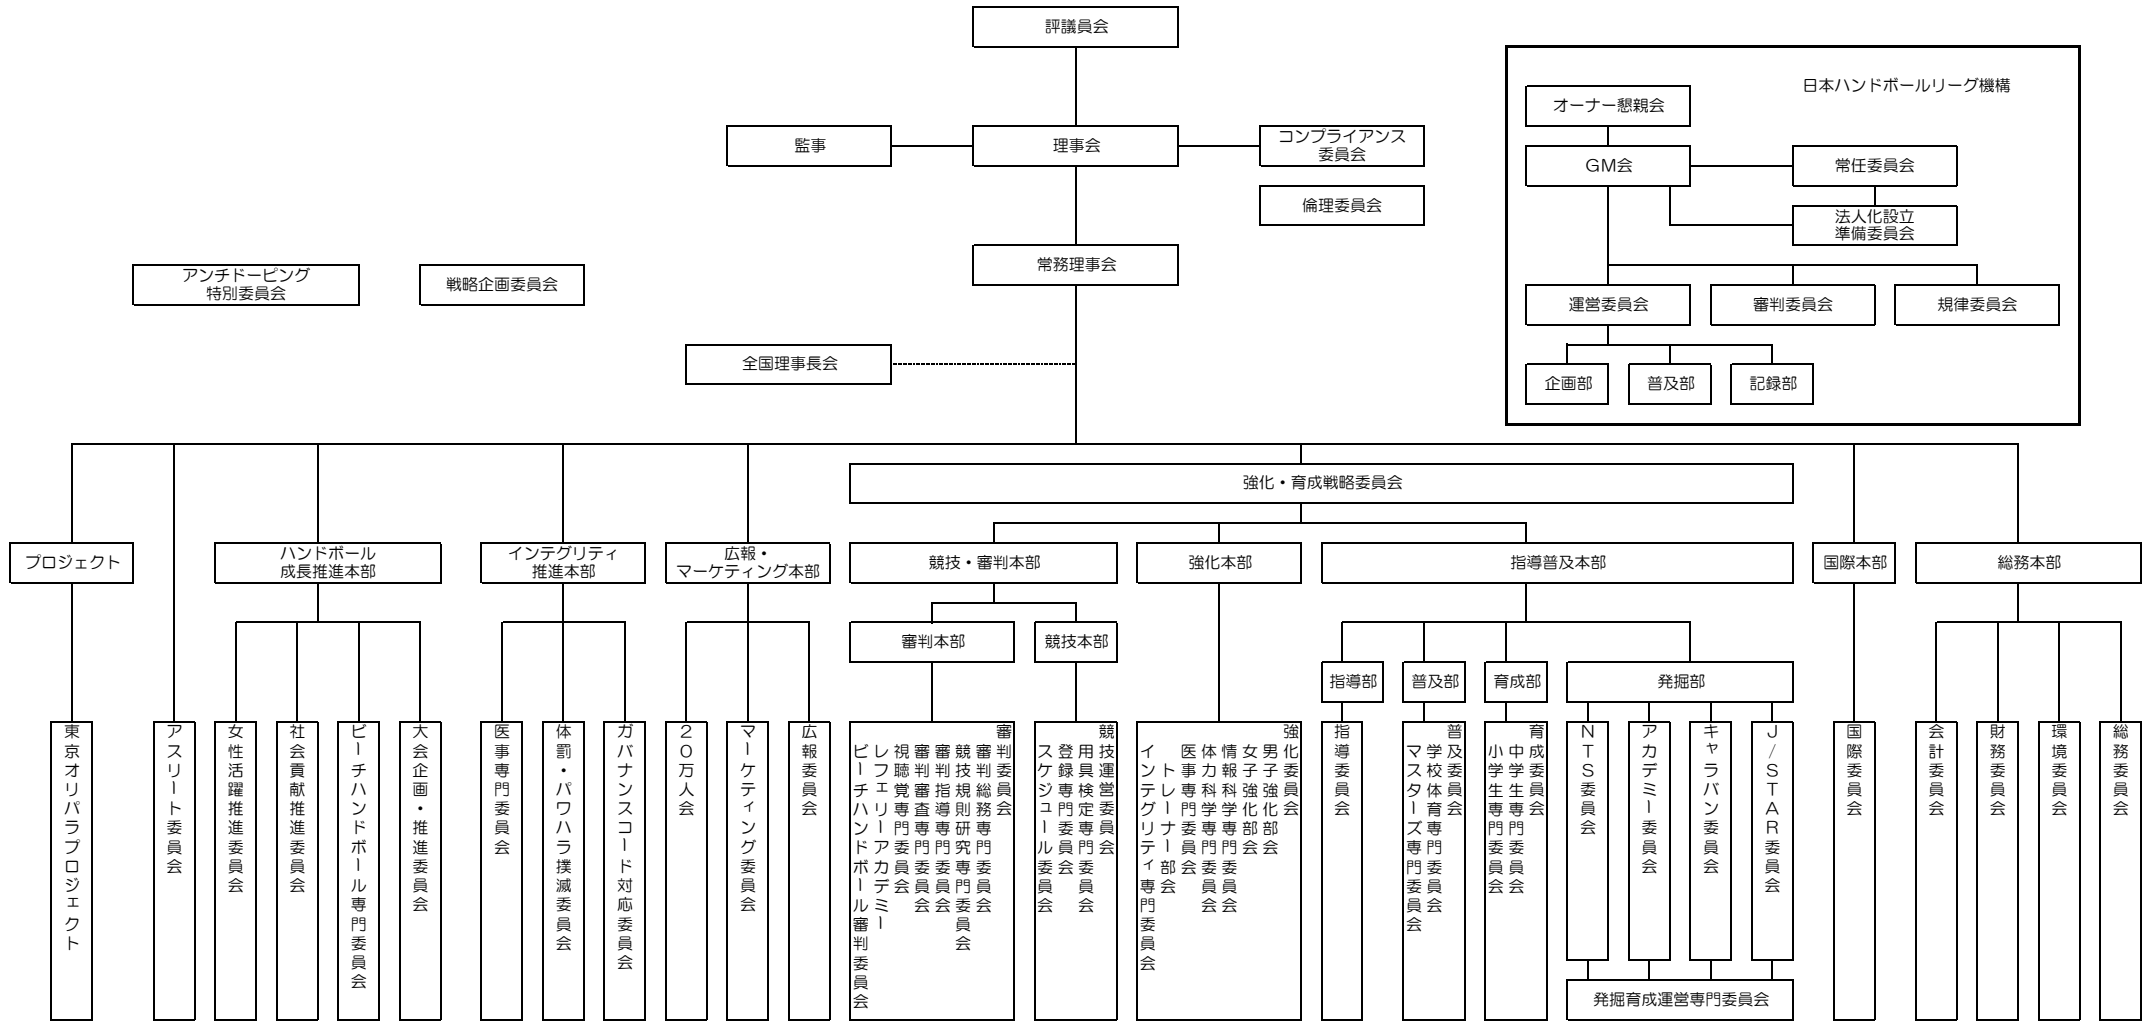 評議員会
日本ハンドボールリーグ機構
オーナー懇親会
監事
理事会
コンプライアンス
委員会
GM会
常任委員会
倫理委員会
法人化設立
準備委員会
常務理事会
アンチドーピング
特別委員会
戦略企画委員会
運営委員会
審判委員会
規律委員会
全国理事長会
企画部
普及部
記録部
強化・育成戦略委員会
プロジェクト
ハンドボール
成長推進本部
インテグリティ
推進本部
広報・
マーケティング本部
競技・審判本部
強化本部
指導普及本部
国際本部
総務本部
審判本部
競技本部
指導部
普及部
育成部
発掘部
東京オリパラプロジェクト
アスリート委員会
女性活躍推進委員会
社会貢献推進委員会
ビーチハンドボール専門委員会
大会企画・推進委員会
医事専門委員会
体罰・パワハラ撲滅委員会
ガバナンスコード対応委員会
20万人会
マーケティング委員会
広報委員会
審判委員会
審判総務専門委員会
競技規則研究専門委員会
審判指導専門委員会
審判審査専門委員会
視聴覚専門委員会
レフェリーアカデミー
ビーチハンドボール審判委員会
競技運営委員会
用具検定専門委員会
登録専門委員会
スケジュール委員会
強化委員会
男子強化部会
女子強化部会
情報科学専門委員会
体力科学専門委員会
医事専門委員会
トレーナー部会
インテグリティ専門委員会
指導委員会
普及委員会
学校体育専門委員会
マスターズ専門委員会
育成委員会
中学生専門委員会
小学生専門委員会
NTS委員会
アカデミー委員会
キャラバン委員会
J/STAR委員会
国際委員会
会計委員会
財務委員会
環境委員会
総務委員会
発掘育成運営専門委員会